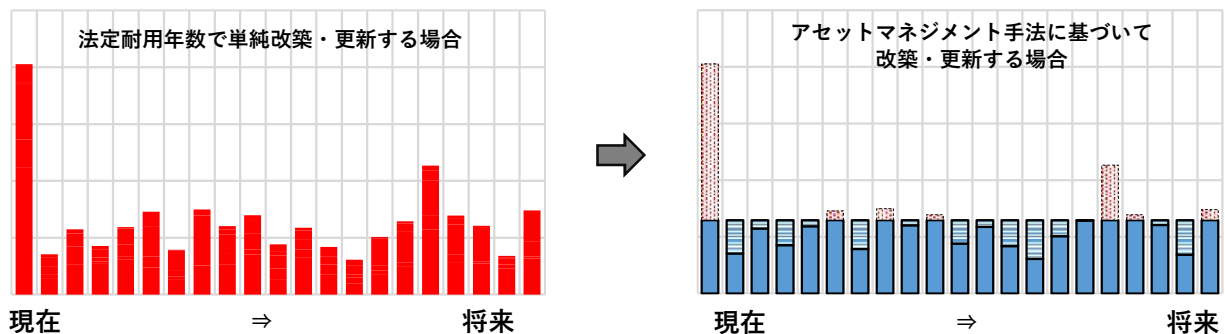 法定耐用年数で単純改築・更新する場合
現在 ⇒ 将来
アセットマネジメント手法に基づいて
改築・更新する場合
現在 ⇒ 将来